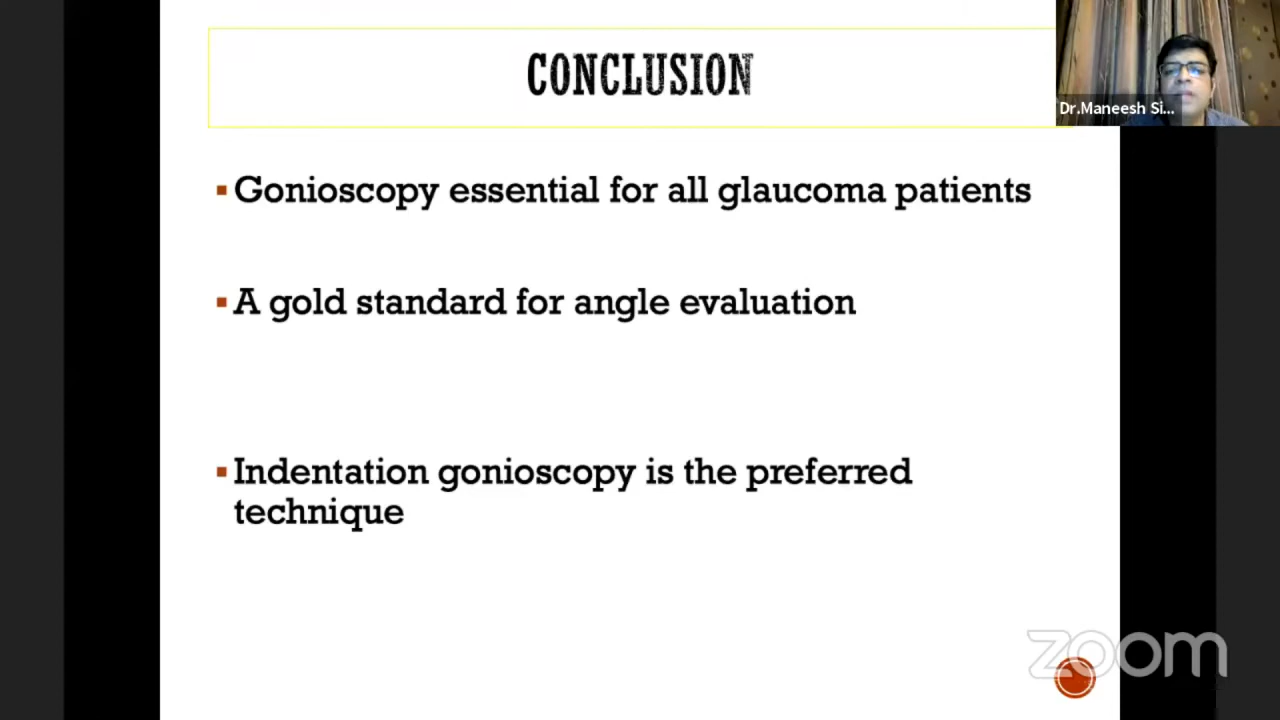 CONCLUSION
Dr.Maneesh Si...
Gonioscopy essential for all glaucoma patients
A gold standard for angle evaluation
Indentation gonioscopy is the preferred
technique
zoom